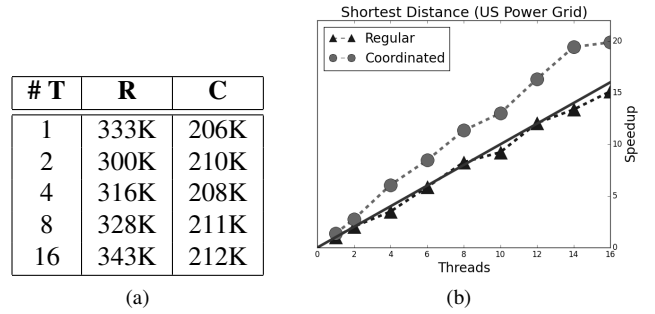 # T R C
1 333K 206K
2 300K 210K
4 316K 208K
8 328K 211K
16 343K 212K
(a)
Shortest Distance (US Power Grid)
Regular
Coordinated
20
15
10
5
0
Speedup
0 2 4 6 8 10 12 14 16
Threads
(b)